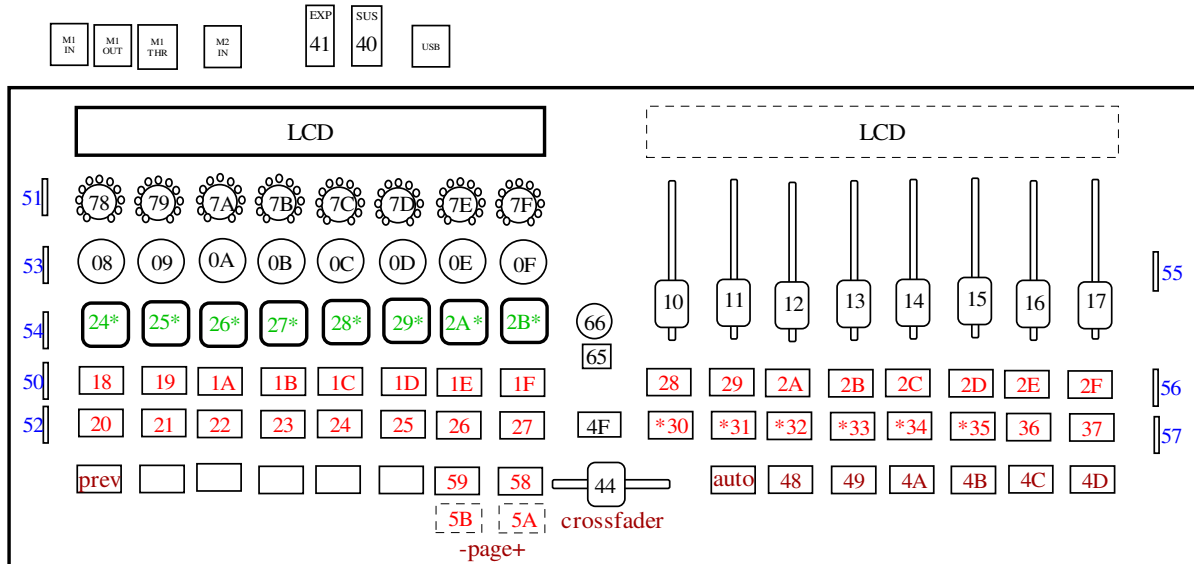 M1 IN M1 OUT M1 THR M2 IN EXP 41 SUS 40 USB
LCD LCD
51 78 79 7A 7B 7C 7D 7E 7F
53 08 09 0A 0B 0C 0D 0E 0F 55
10 11 12 13 14 15 16 17
54 24* 25* 26* 27* 28* 29* 2A* 2B* 66
65
50 18 19 1A 1B 1C 1D 1E 1F 28 29 2A 2B 2C 2D 2E 2F 56
52 20 21 22 23 24 25 26 27 4F *30 *31 *32 *33 *34 *35 36 37 57
prev 59 58 44 auto 48 49 4A 4B 4C 4D
5B 5A crossfader
-page+